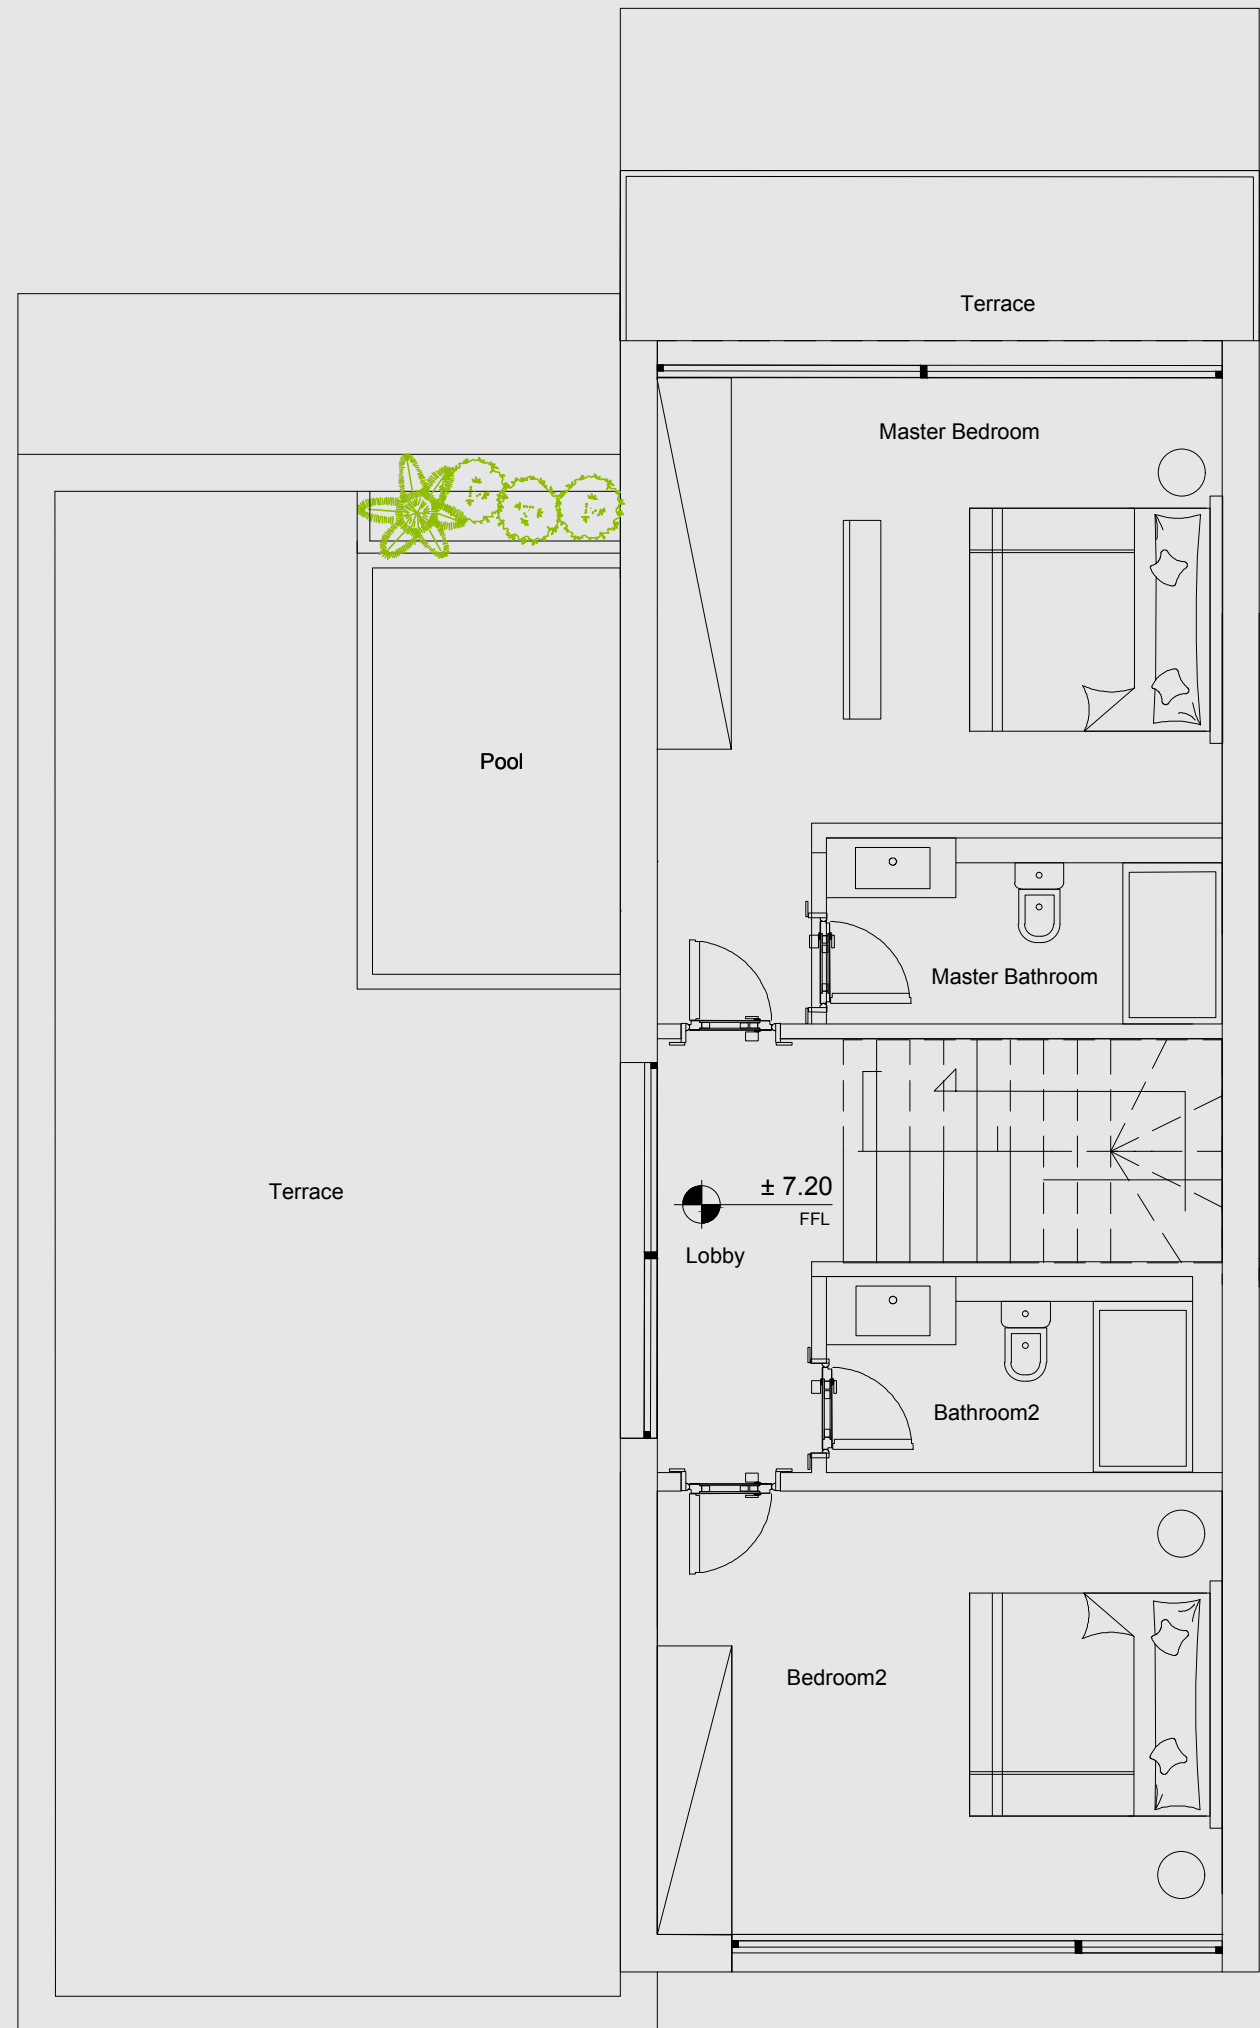 Terrace
Master Bedroom
Pool
Master Bathroom
Terrace
± 7.20
FFL
Lobby
Bathroom2
Bedroom2